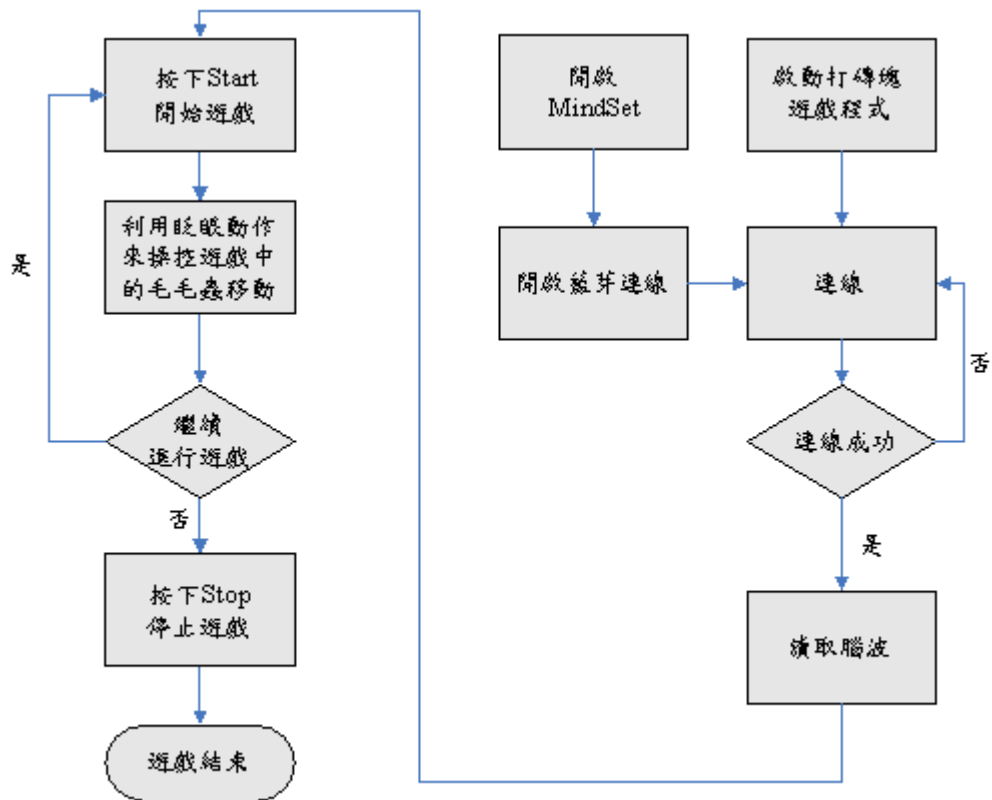 按下Start
開始遊戲
利用眨眼動作
來操控遊戲中
的毛毛蟲移動
是
繼續
進行遊戲
否
按下Stop
停止遊戲
遊戲結束
開啟
MindSet
啟動打磚塊
遊戲程式
開啟藍芽連線
連線
否
連線成功
是
讀取腦波